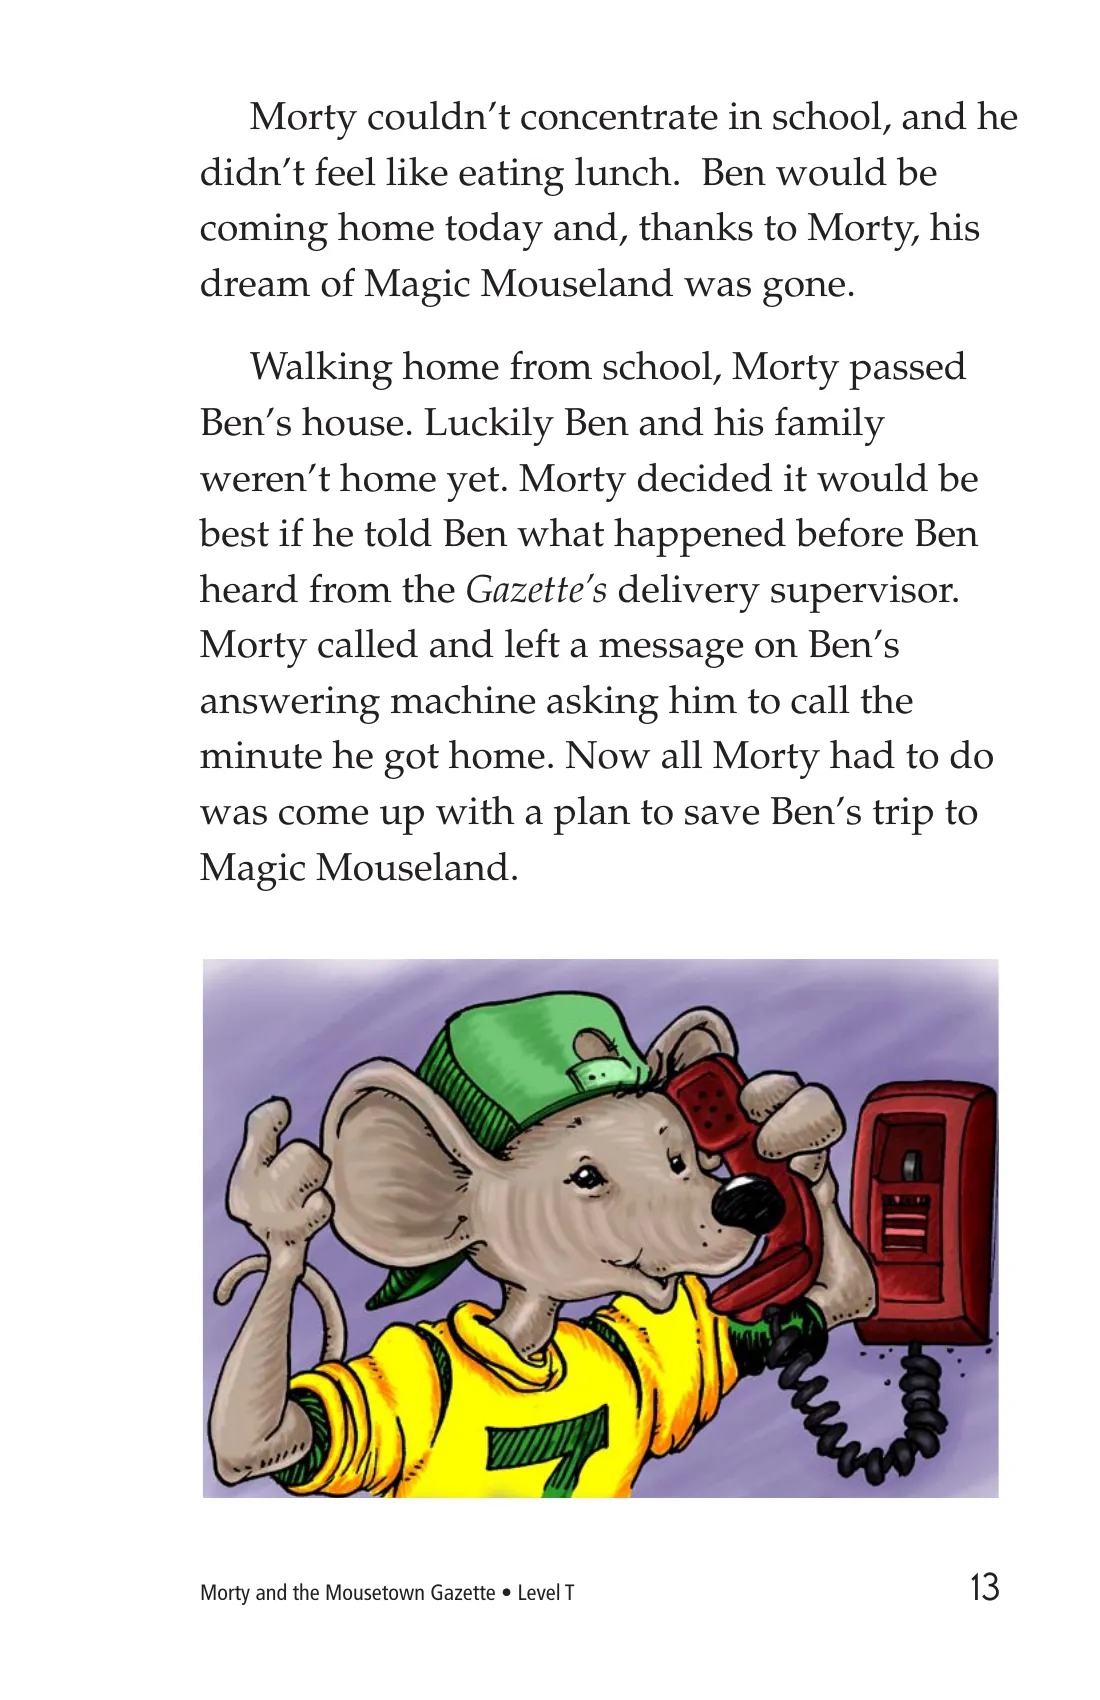 Morty couldn’t concentrate in school, and he
didn’t feel like eating lunch.  Ben would be
coming home today and, thanks to Morty, his
dream of Magic Mouseland was gone.
Walking home from school, Morty passed
Ben’s house. Luckily Ben and his family
weren’t home yet. Morty decided it would be
best if he told Ben what happened before Ben
heard from the Gazette’s delivery supervisor.
Morty called and left a message on Ben’s
answering machine asking him to call the
minute he got home. Now all Morty had to do
was come up with a plan to save Ben’s trip to
Magic Mouseland.
7
Morty and the Mousetown Gazette • Level T
13